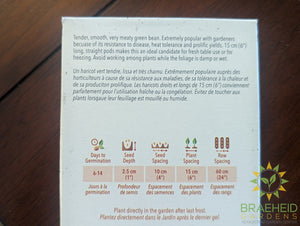 Tender, smooth, very meaty green bean. Extremely popular with gardeners
because of its resistance to disease, heat tolerance and prolific yields. 15 cm (6")
long, straight pods makes this an ideal candidate for fresh table use or for
freezing. Avoid working among plants while the foliage is damp or wet.
Un haricot vert tendre, lisse et très charnu. Extrêmement populaire auprès des
horticulteurs à cause de sa résistance aux maladies, de sa tolérance à la chaleur et
de sa production prolifique. Les haricots droits et longs de 15 cm (6") conviennent
parfaitement pour l'utilisation fraîche ou la congélation. Évitez de toucher aux
plantes lorsque leur feuillage est mouillé ou humide.
Days to Germination
Seed Depth
Seed Spacing
Plant Spacing
Row Spacing
6-14
2.5 cm (1")
10 cm (4")
15 cm (6")
60 cm (24")
Jours à la germination
Profondeur de semis
Espacement des semences
Espacement des plants
Espacement des rangs
Plant directly in the garden after last frost.
Plantez directement dans le Jardin après le dernier gel.
BRAEHEID
GARDENS